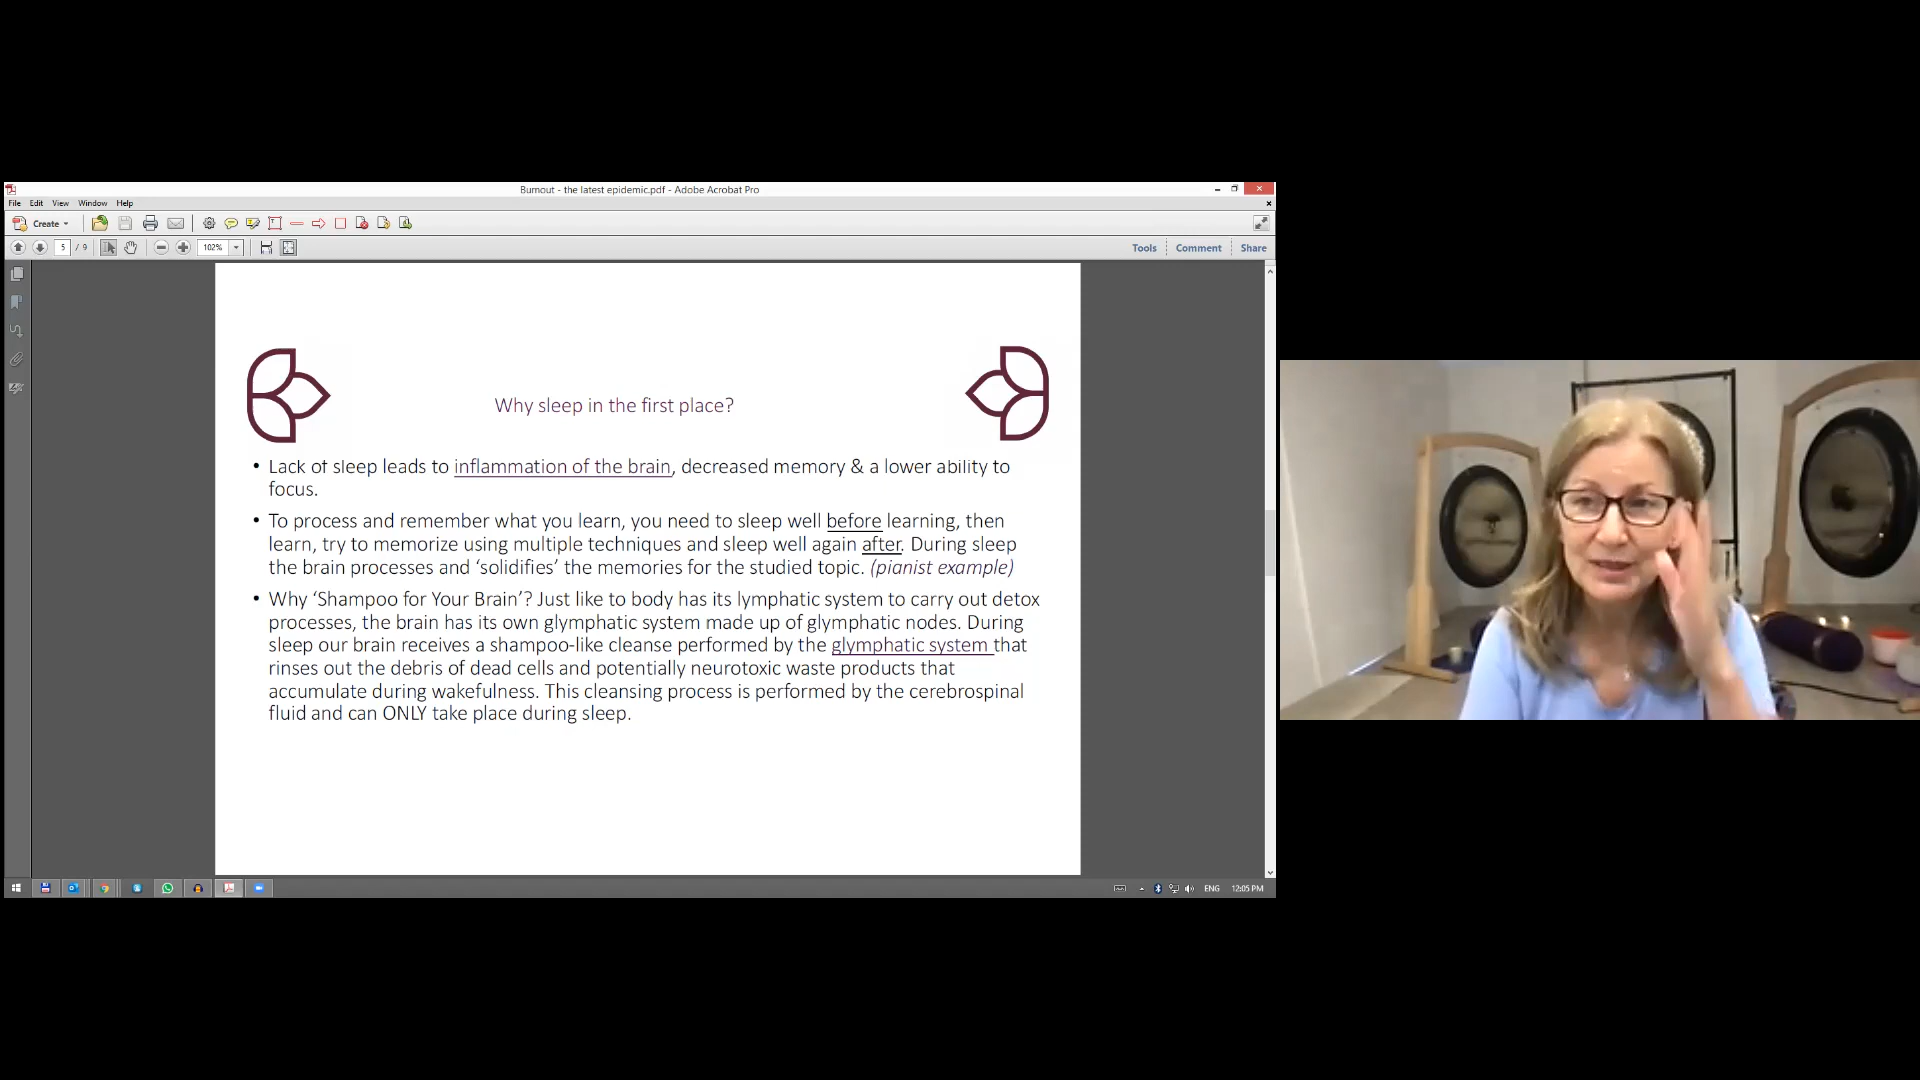 Burnout - the latest epidemic.pdf - Adobe Acrobat Pro
File Edit View Window Help
Create
5 / 9 102% Tools Comment Share
Why sleep in the first place?
• Lack of sleep leads to inflammation of the brain, decreased memory & a lower ability to
focus.
• To process and remember what you learn, you need to sleep well before learning, then
learn, try to memorize using multiple techniques and sleep well again after. During sleep
the brain processes and ‘solidifies’ the memories for the studied topic. (pianist example)
• Why ‘Shampoo for Your Brain’? Just like to body has its lymphatic system to carry out detox
processes, the brain has its own glymphatic system made up of glymphatic nodes. During
sleep our brain receives a shampoo-like cleanse performed by the glymphatic system that
rinses out the debris of dead cells and potentially neurotoxic waste products that
accumulate during wakefulness. This cleansing process is performed by the cerebrospinal
fluid and can ONLY take place during sleep.
ENG 12:05 PM